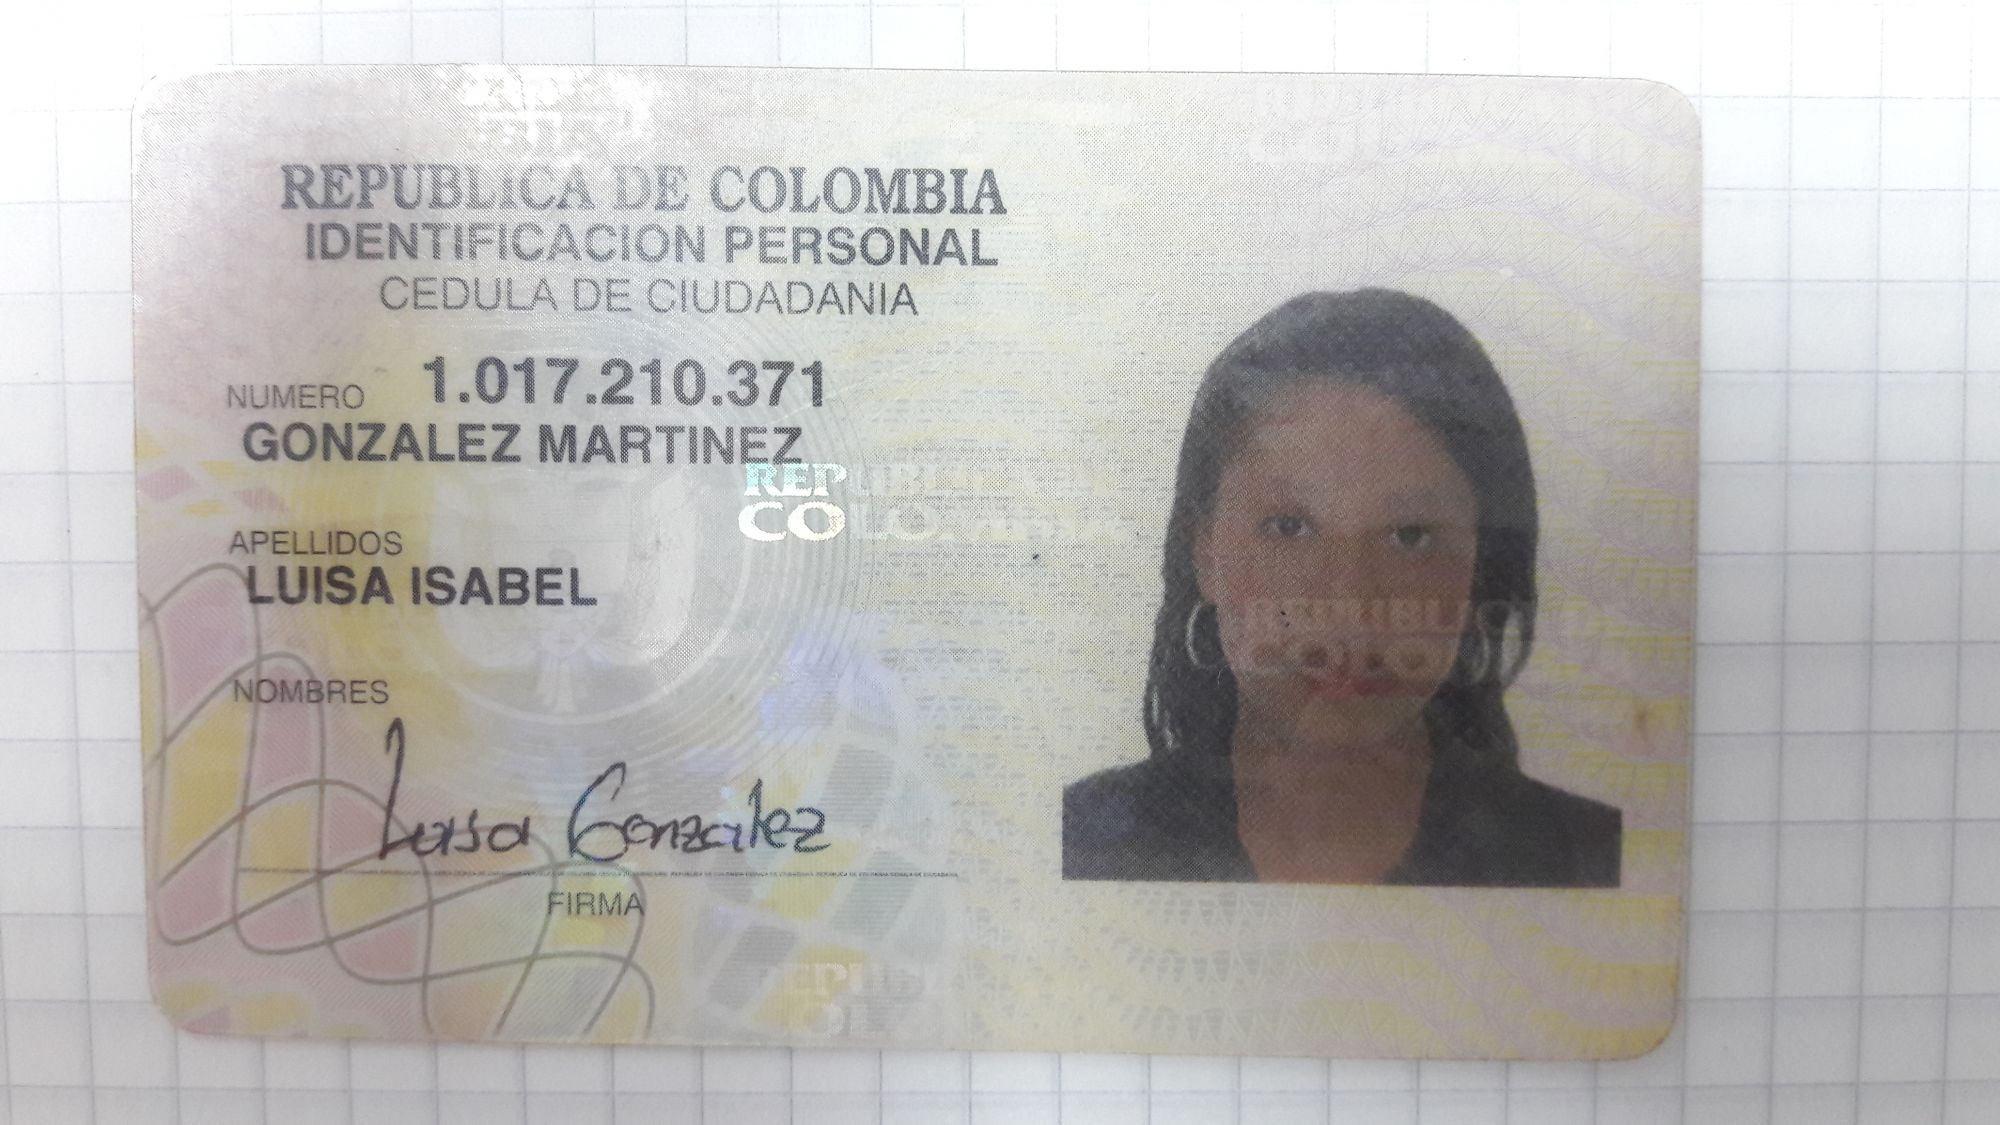 REPUBLICA DE COLOMBIA
IDENTIFICACION PERSONAL
CEDULA DE CIUDADANIA
NUMERO 1.017.210.371
GONZALEZ MARTINEZ
APELLIDOS
LUISA ISABEL
NOMBRES
Luisa Gonzalez
FIRMA